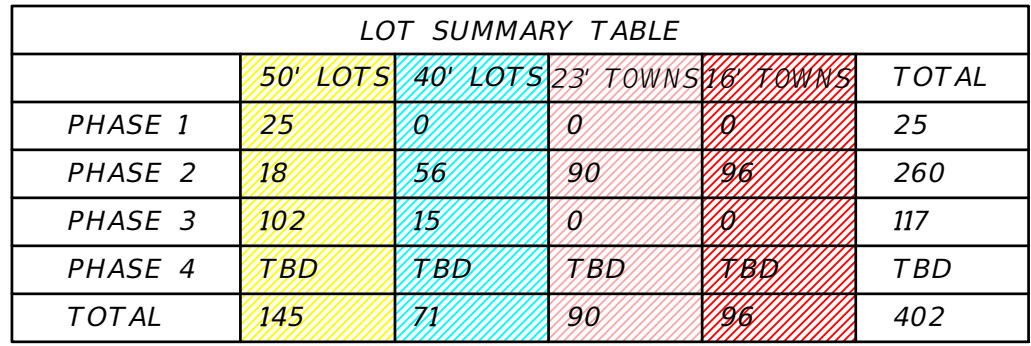 LOT SUMMARY TABLE
50' LOTS 40' LOTS 23' TOWNS 16' TOWNS TOTAL
PHASE 1 25 0 0 0 25
PHASE 2 18 56 90 96 260
PHASE 3 102 15 0 0 117
PHASE 4 TBD TBD TBD TBD TBD
TOTAL 145 71 90 96 402